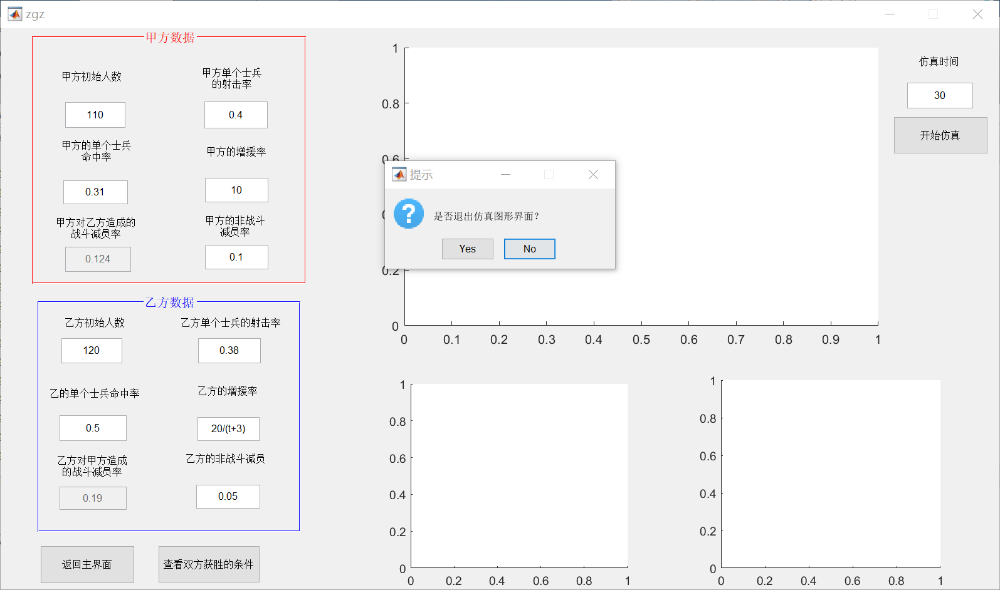 zgz
甲方数据
甲方初始人数
甲方单个士兵
的射击率
110
0.4
甲方的单个士兵
命中率
甲方的增援率
0.31
10
甲方对乙方造成的
战斗减员率
甲方的非战斗
减员率
0.124
0.1
乙方数据
乙方初始人数
乙方单个士兵的射击率
120
0.38
乙的单个士兵命中率
乙方的增援率
0.5
20/(t+3)
乙方对甲方造成
的战斗减员率
乙方的非战斗减员
0.19
0.05
返回主界面
查看双方获胜的条件
1
0.8
0.2
0
0 0.1 0.2 0.3 0.4 0.5 0.6 0.7 0.8 0.9 1
提示
是否退出仿真图形界面?
Yes
No
仿真时间
30
开始仿真
1
0.8
0.6
0.4
0.2
0
0 0.2 0.4 0.6 0.8 1
1
0.8
0.6
0.4
0.2
0
0 0.2 0.4 0.6 0.8 1